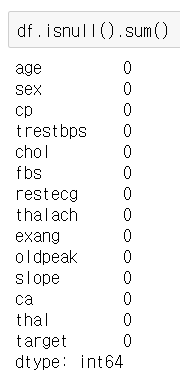 df.isnull().sum()
age 0
sex 0
cp 0
trestbps 0
chol 0
fbs 0
restecg 0
thalach 0
exang 0
oldpeak 0
slope 0
ca 0
thal 0
target 0
dtype: int64